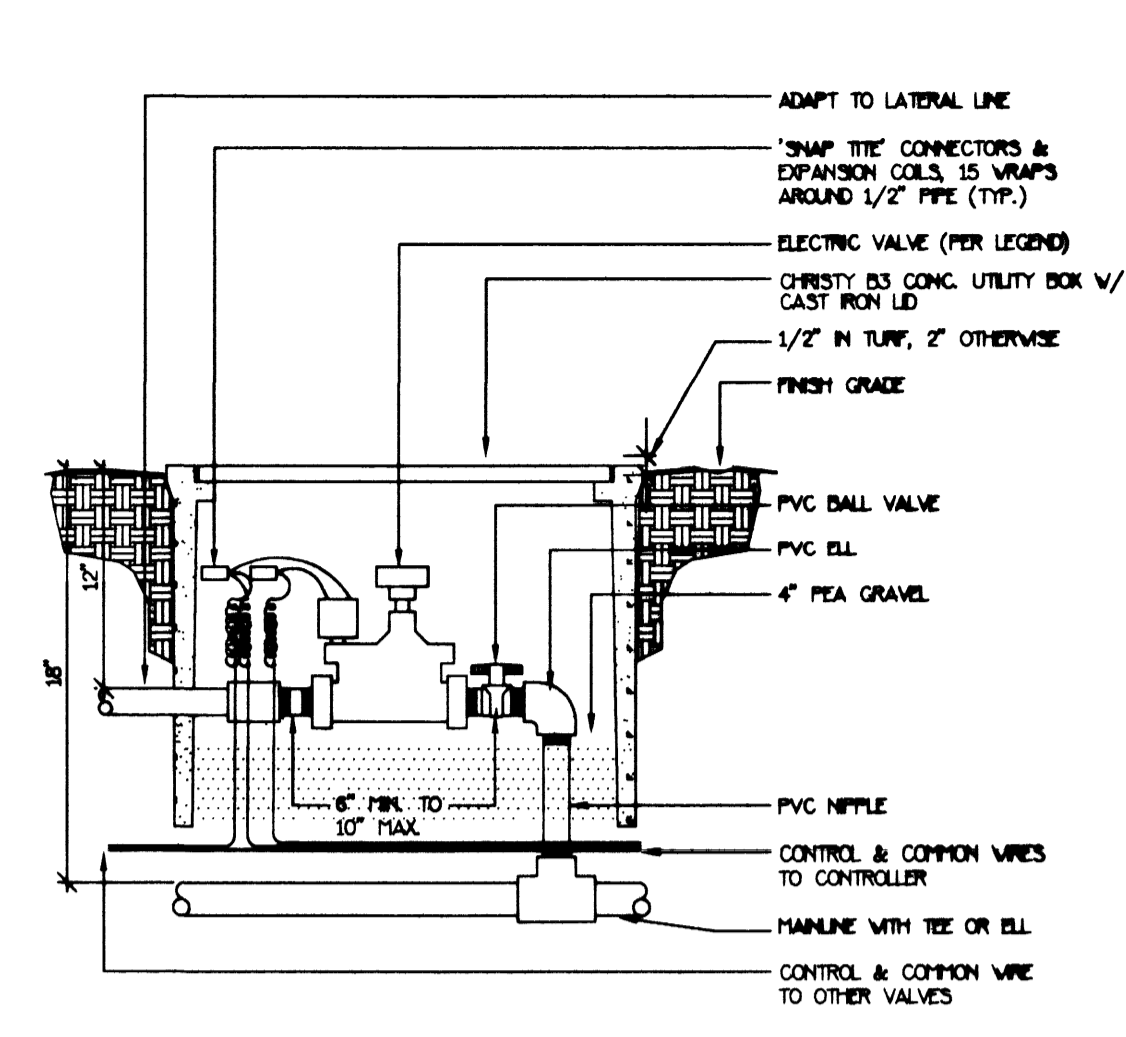 ADAPT TO LATERAL LINE
'SNAP TITE' CONNECTORS &
EXPANSION COILS, 15 WRAPS
AROUND 1/2" PIPE (TYP.)
ELECTRIC VALVE (PER LEGEND)
CHRISTY B3 CONC. UTILITY BOX W/
CAST IRON LID
1/2" IN TURF, 2" OTHERWISE
FINISH GRADE
PVC BALL VALVE
PVC ELL
4" PEA GRAVEL
12"
18"
6" MIN. TO
10" MAX.
PVC NIPPLE
CONTROL & COMMON WIRES
TO CONTROLLER
MAINLINE WITH TEE OR ELL
CONTROL & COMMON WIRE
TO OTHER VALVES